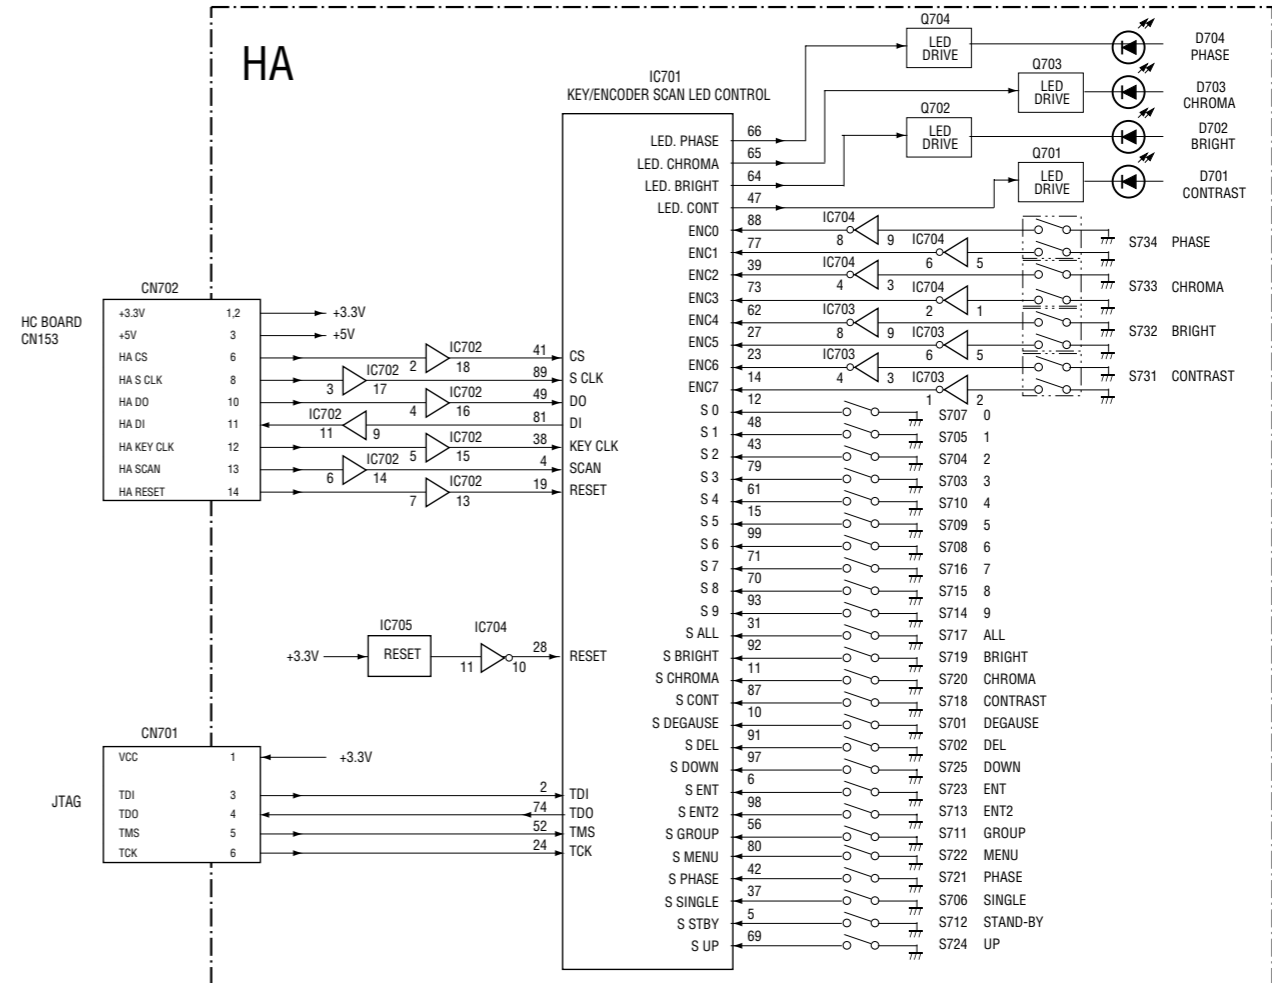 HA
Q704
LED DRIVE
D704 PHASE
Q703
LED DRIVE
D703 CHROMA
Q702
LED DRIVE
D702 BRIGHT
Q701
LED DRIVE
D701 CONTRAST
IC701
KEY/ENCODER SCAN LED CONTROL
LED. PHASE 66
LED. CHROMA 65
LED. BRIGHT 64
LED. CONT 47
ENC0 88 IC704 8 9
ENC1 77 IC704 6 5
S734 PHASE
ENC2 39 IC704 4 3
ENC3 73 IC704 2 1
S733 CHROMA
ENC4 62 IC703 8 9
ENC5 27 IC703 6 5
S732 BRIGHT
ENC6 23 IC703 4 3
ENC7 14 IC703 1 2
S731 CONTRAST
S 0 12 S707 0
S 1 48 S705 1
S 2 43 S704 2
S 3 79 S703 3
S 4 61 S710 4
S 5 15 S709 5
S 6 99 S708 6
S 7 71 S716 7
S 8 70 S715 8
S 9 93 S714 9
S ALL 31 S717 ALL
S BRIGHT 92 S719 BRIGHT
S CHROMA 11 S720 CHROMA
S CONT 87 S718 CONTRAST
S DEGAUSE 10 S701 DEGAUSE
S DEL 91 S702 DEL
S DOWN 97 S725 DOWN
S ENT 6 S723 ENT
S ENT2 98 S713 ENT2
S GROUP 56 S711 GROUP
S MENU 80 S722 MENU
S PHASE 42 S721 PHASE
S SINGLE 37 S706 SINGLE
S STBY 5 S712 STAND-BY
S UP 69 S724 UP
HC BOARD
CN153
CN702
+3.3V 1,2 +3.3V
+5V 3 +5V
HA CS 6 2 IC702 18 41 CS
HA S CLK 8 3 IC702 17 89 S CLK
HA DO 10 4 IC702 16 49 DO
HA DI 11 IC702 11 9 81 DI
HA KEY CLK 12 5 IC702 15 38 KEY CLK
HA SCAN 13 6 IC702 14 4 SCAN
HA RESET 14 7 IC702 13 19 RESET
+3.3V IC705 RESET IC704 11 10 28 RESET
JTAG
CN701
VCC 1 +3.3V
TDI 3 2 TDI
TDO 4 74 TDO
TMS 5 52 TMS
TCK 6 24 TCK